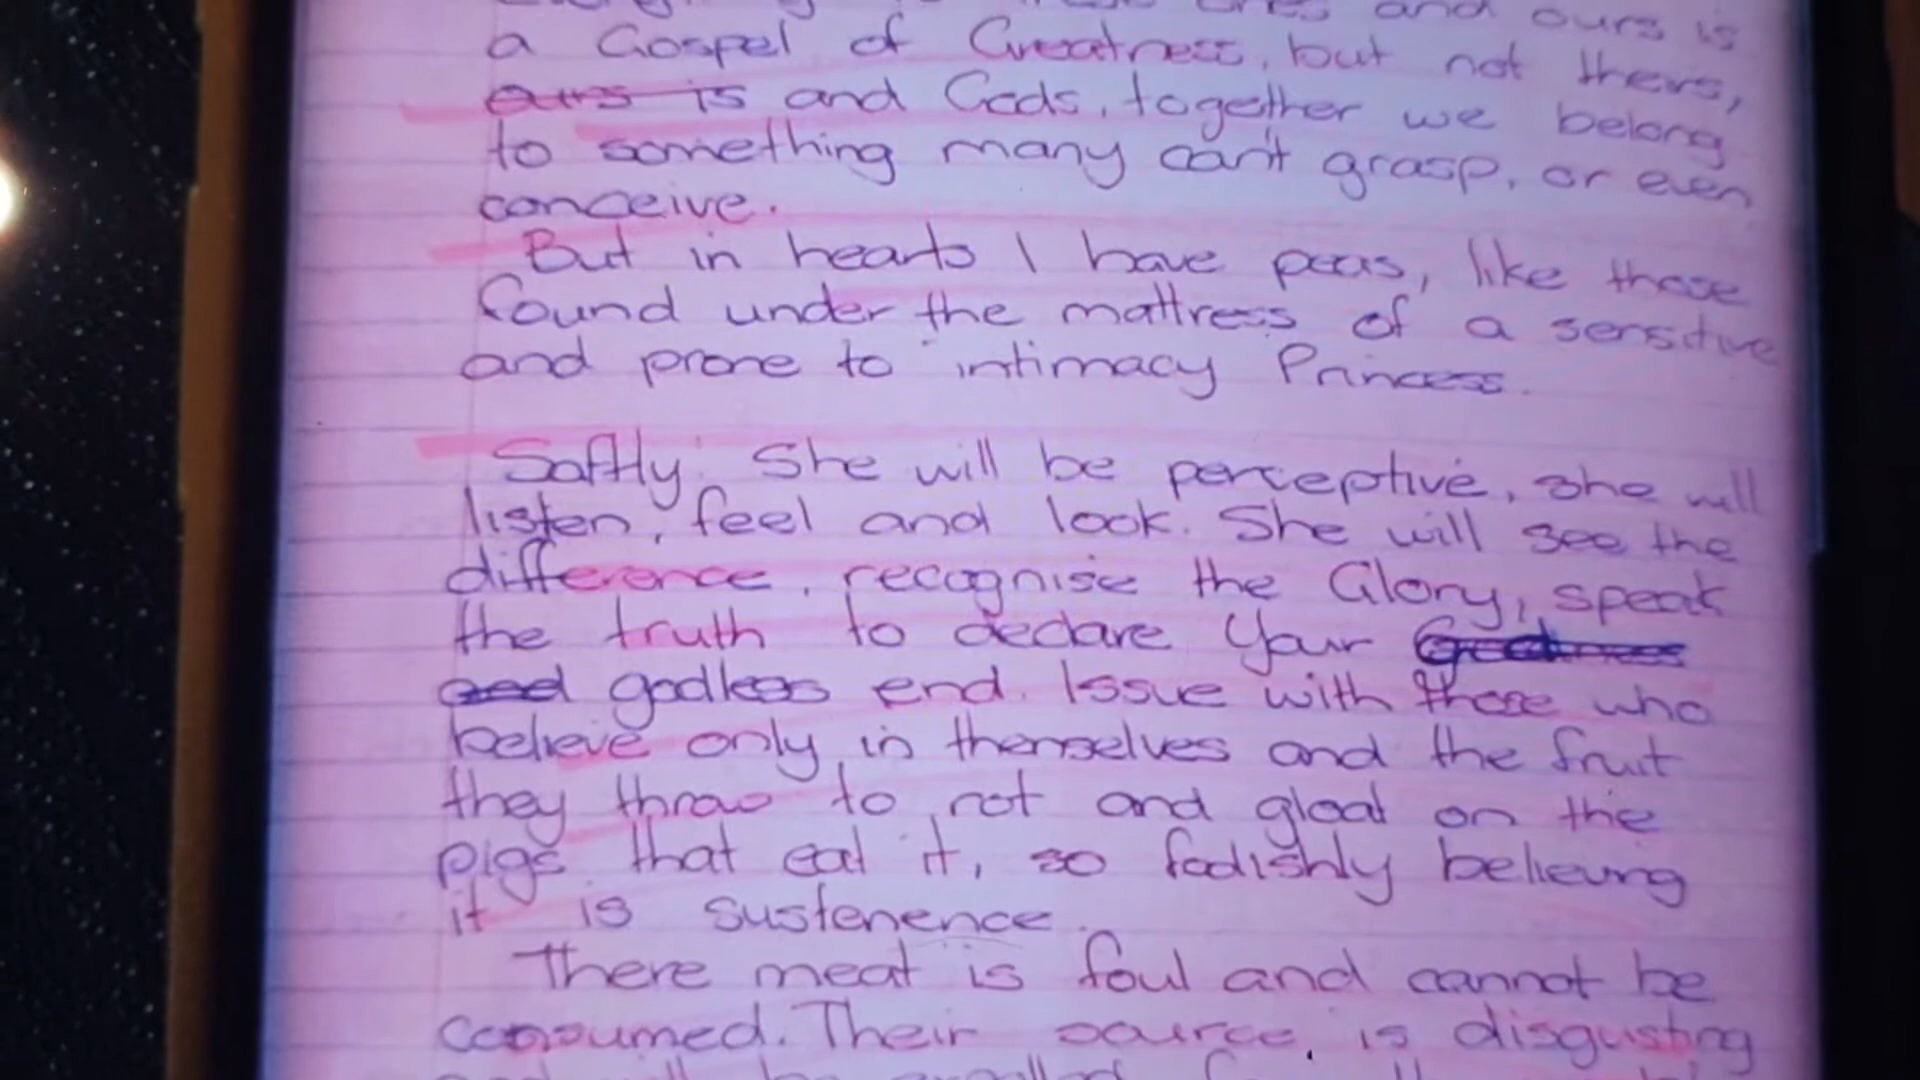 and ours is
a Gospel of Greatness, but not theirs,
ours is and Gods, together we belong
to something many can't grasp, or even
conceive.
But in hearts I have peas, like those
found under the mattress of a sensitive
and prone to intimacy Princess.
Softly. She will be perceptive, she will
listen, feel and look. She will see the
difference, recognise the Glory, speak
the truth to declare your
and godless end. Issue with those who
believe only in themselves and the fruit
they throw to rot and gloat on the
pigs that eat it, so fodishly believing
it is sustenence.
There meat is foul and cannot be
consumed. Their source is disgusting